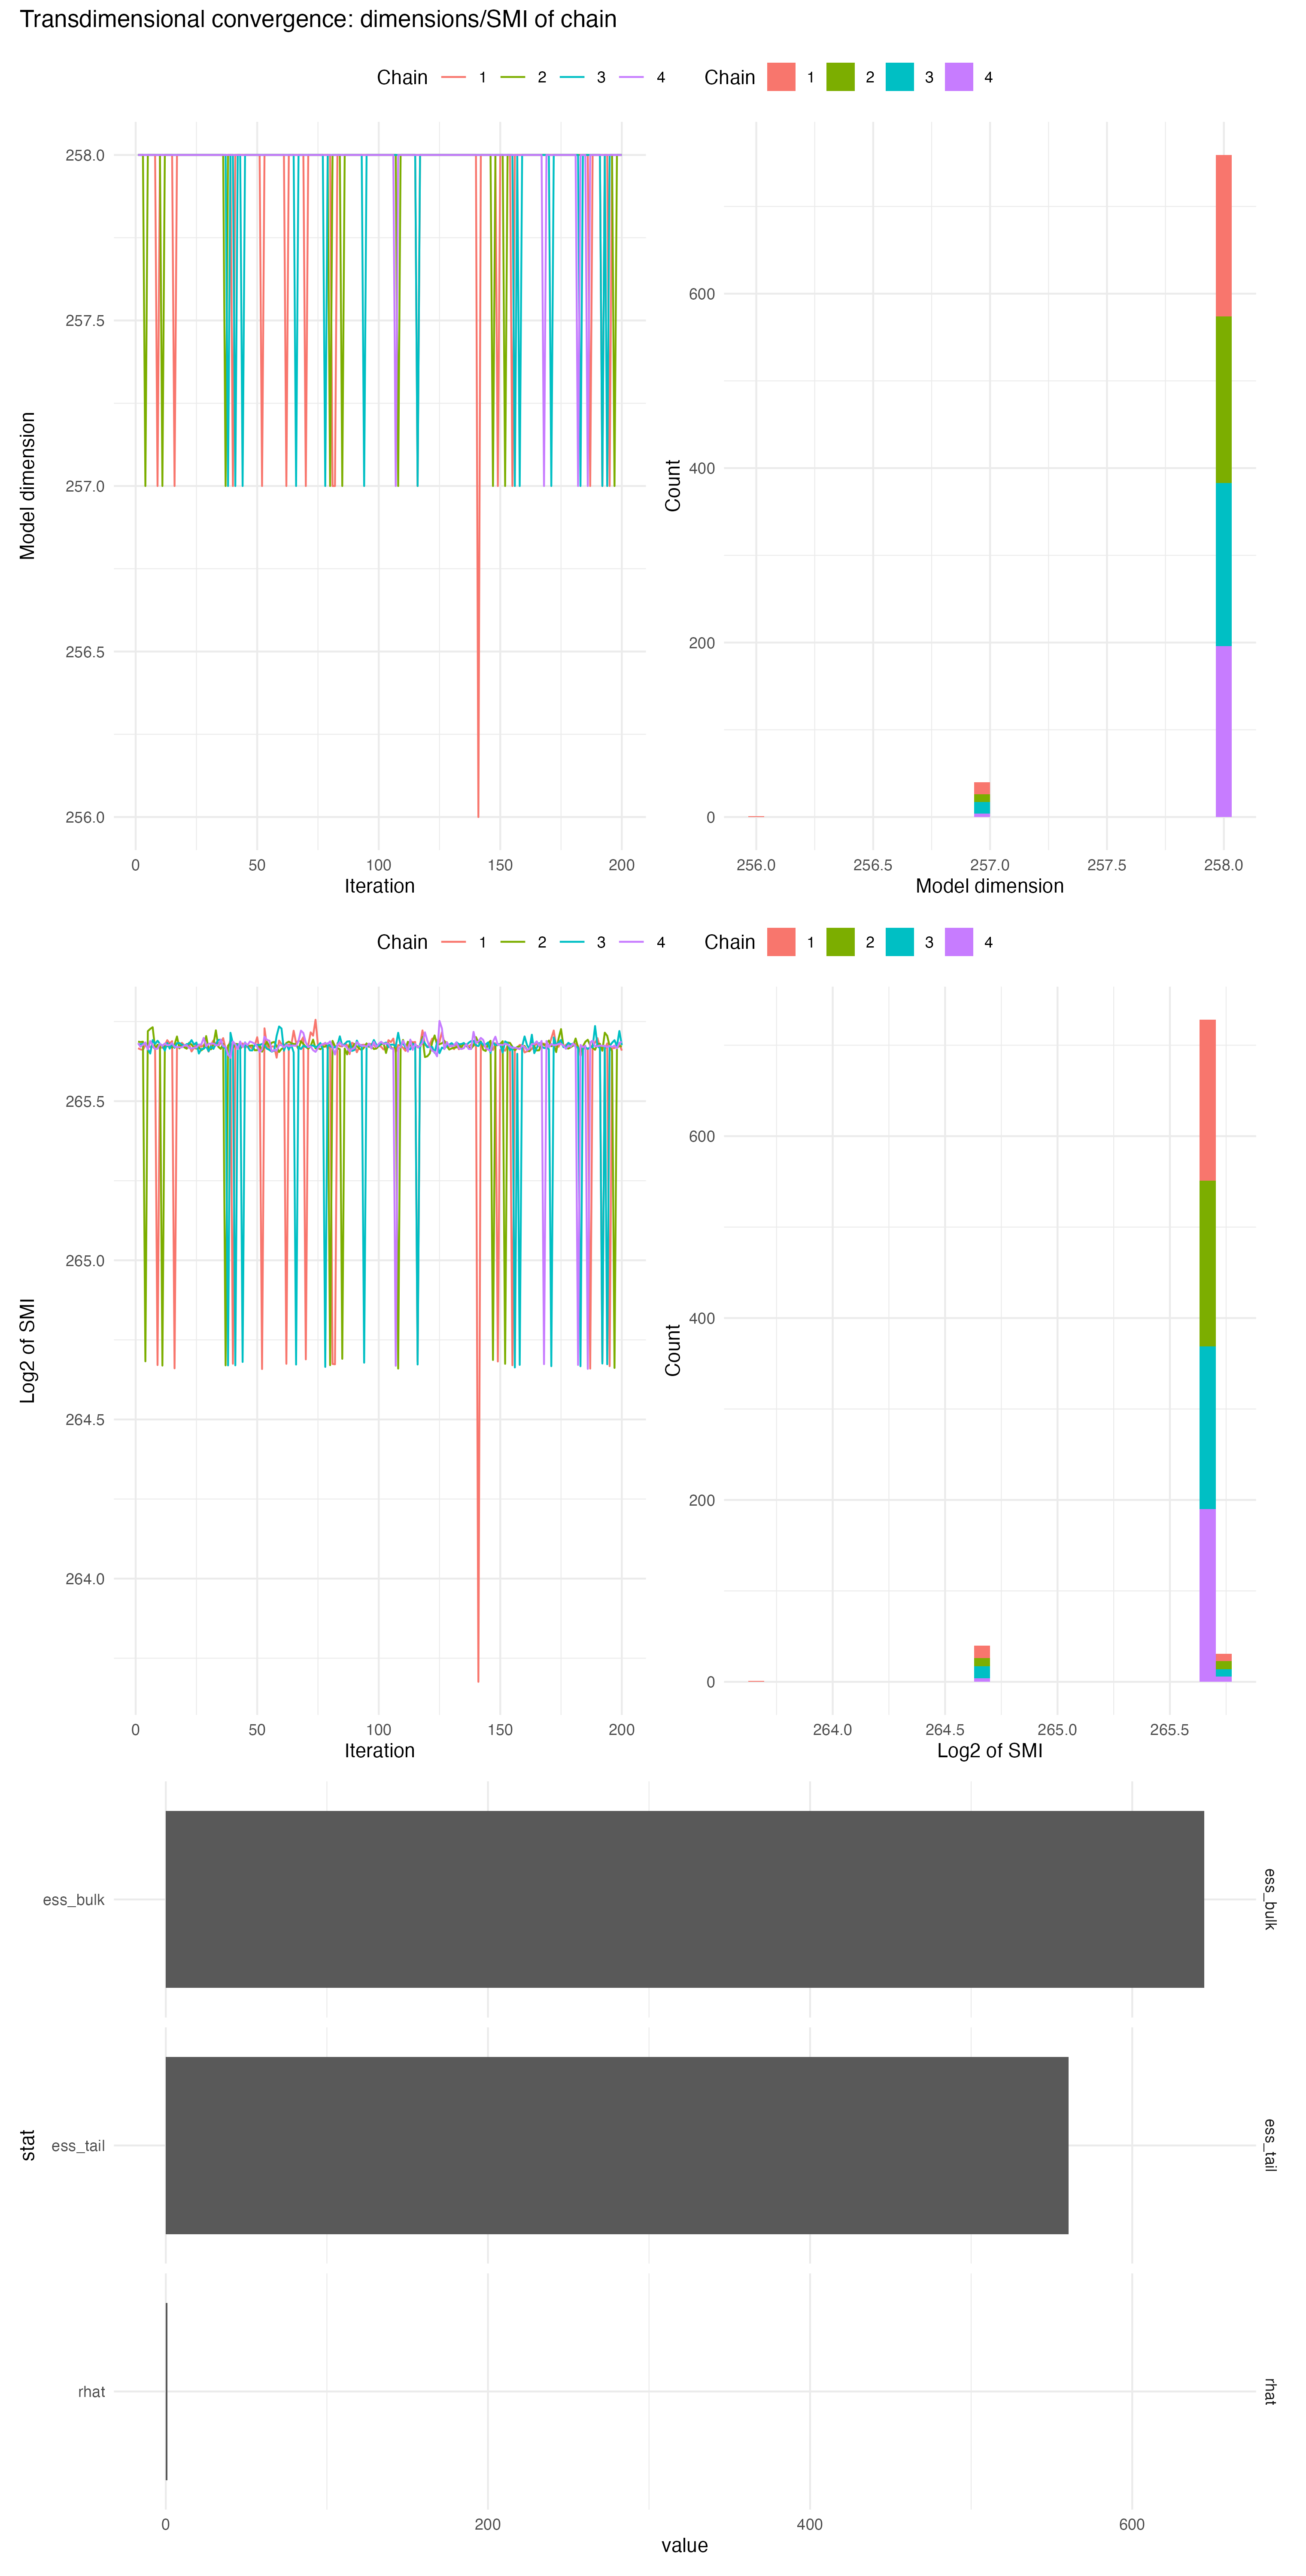 Transdimensional convergence: dimensions/SMI of chain
Chain 1 2 3 4 Chain 1 2 3 4
258.0
257.5
257.0
256.5
256.0
Model dimension
0 50 100 150 200
Iteration
600
400
200
0
Count
256.0 256.5 257.0 257.5 258.0
Model dimension
Chain 1 2 3 4 Chain 1 2 3 4
265.5
265.0
264.5
264.0
Log2 of SMI
0 50 100 150 200
Iteration
600
400
200
0
Count
264.0 264.5 265.0 265.5
Log2 of SMI
ess_bulk ess_bulk
stat
ess_tail ess_tail
rhat rhat
0 200 400 600
value